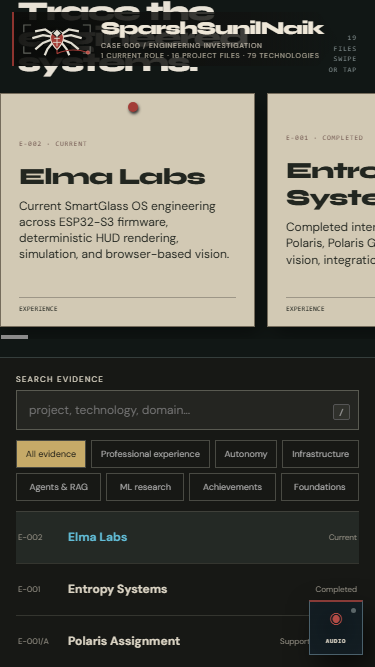 Trace the
SparshSunilNaik
CASE 000 / ENGINEERING INVESTIGATION
1 CURRENT ROLE · 16 PROJECT FILES · 79 TECHNOLOGIES
systems.
19
FILES
SWIPE
OR TAP
E-002 · CURRENT
Elma Labs
Current SmartGlass OS engineering
across ESP32-S3 firmware,
deterministic HUD rendering,
simulation, and browser-based vision.
EXPERIENCE
E-001 · COMPLETED
Entro
Syste
Completed inter
Polaris, Polaris G
vision, integratio
EXPERIENCE
SEARCH EVIDENCE
project, technology, domain...
/
All evidence
Professional experience
Autonomy
Infrastructure
Agents & RAG
ML research
Achievements
Foundations
E-002
Elma Labs
Current
E-001
Entropy Systems
Completed
E-001/A
Polaris Assignment
Support
AUDIO